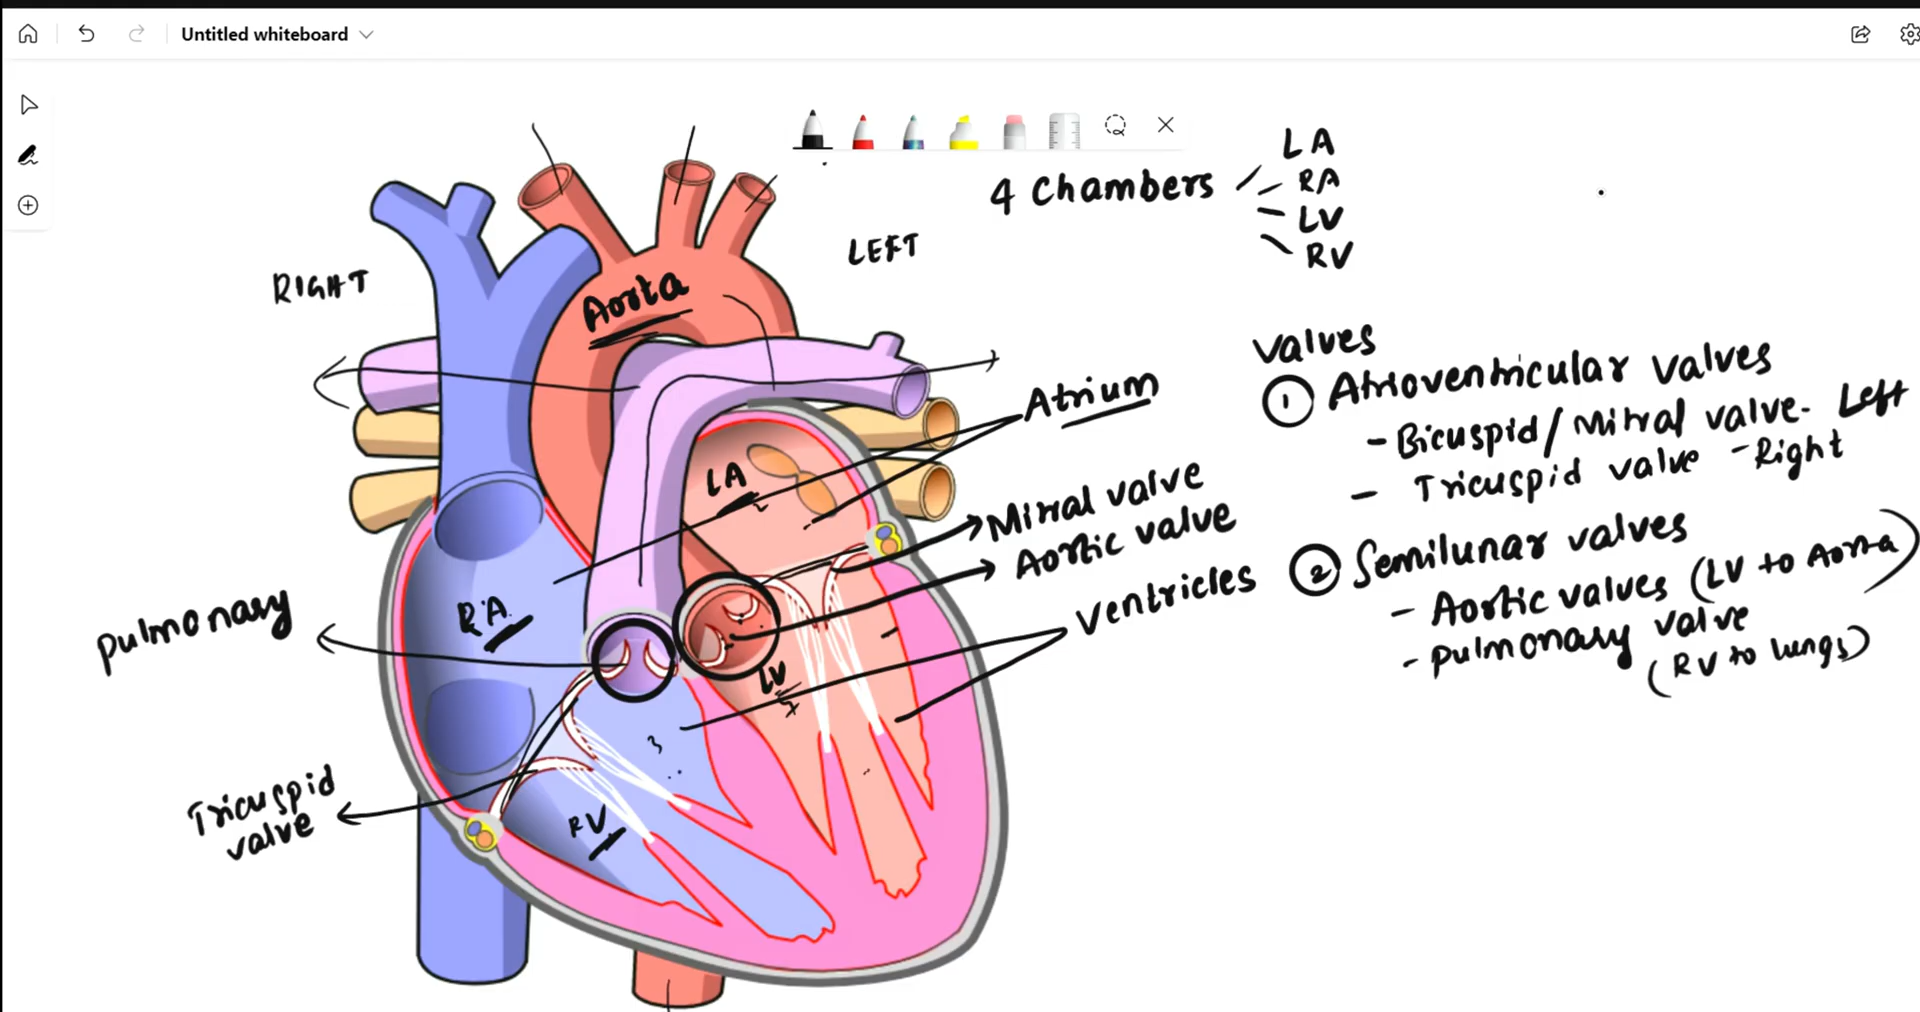 Untitled whiteboard
4 Chambers
LA
RA
LV
RV
RIGHT
LEFT
Aorta
Atrium
LA
Mitral valve
Aortic valve
Ventricles
RA
Pulmonary
LV
3
Tricuspid
valve
RV
Valves
1 Atrioventricular valves
- Bicuspid/Mitral valve - Left
- Tricuspid valve - Right
2 Semilunar valves
- Aortic valves (LV to Aorta)
- Pulmonary valve
(RV to lungs)